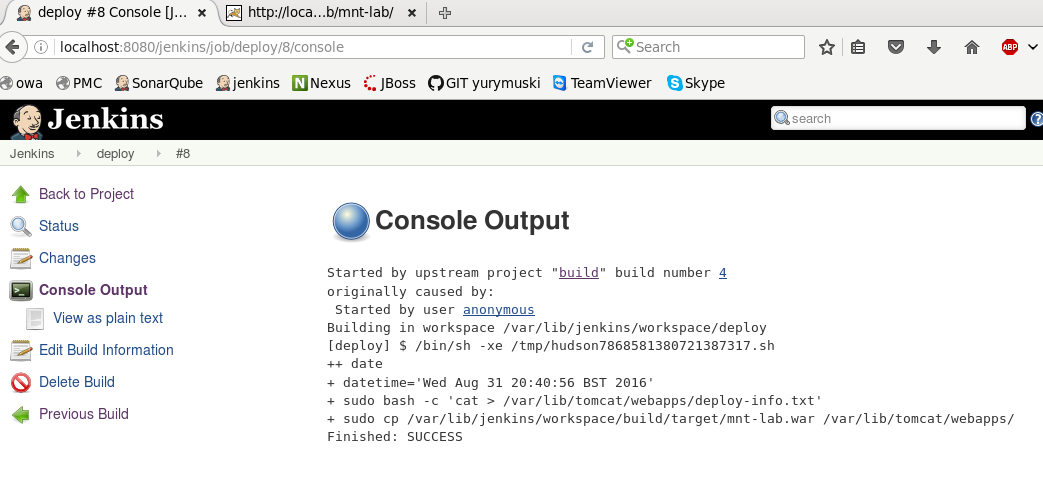 deploy #8 Console [J...
http://loca...b/mnt-lab/
localhost:8080/jenkins/job/deploy/8/console
Search
ABP
owa PMC SonarQube jenkins Nexus JBoss GIT yurymuski TeamViewer Skype
Jenkins
search
Jenkins deploy #8
Back to Project
Status
Changes
Console Output
View as plain text
Edit Build Information
Delete Build
Previous Build
Console Output
Started by upstream project "build" build number 4
originally caused by:
Started by user anonymous
Building in workspace /var/lib/jenkins/workspace/deploy
[deploy] $ /bin/sh -xe /tmp/hudson7868581380721387317.sh
++ date
+ datetime='Wed Aug 31 20:40:56 BST 2016'
+ sudo bash -c 'cat > /var/lib/tomcat/webapps/deploy-info.txt'
+ sudo cp /var/lib/jenkins/workspace/build/target/mnt-lab.war /var/lib/tomcat/webapps/
Finished: SUCCESS